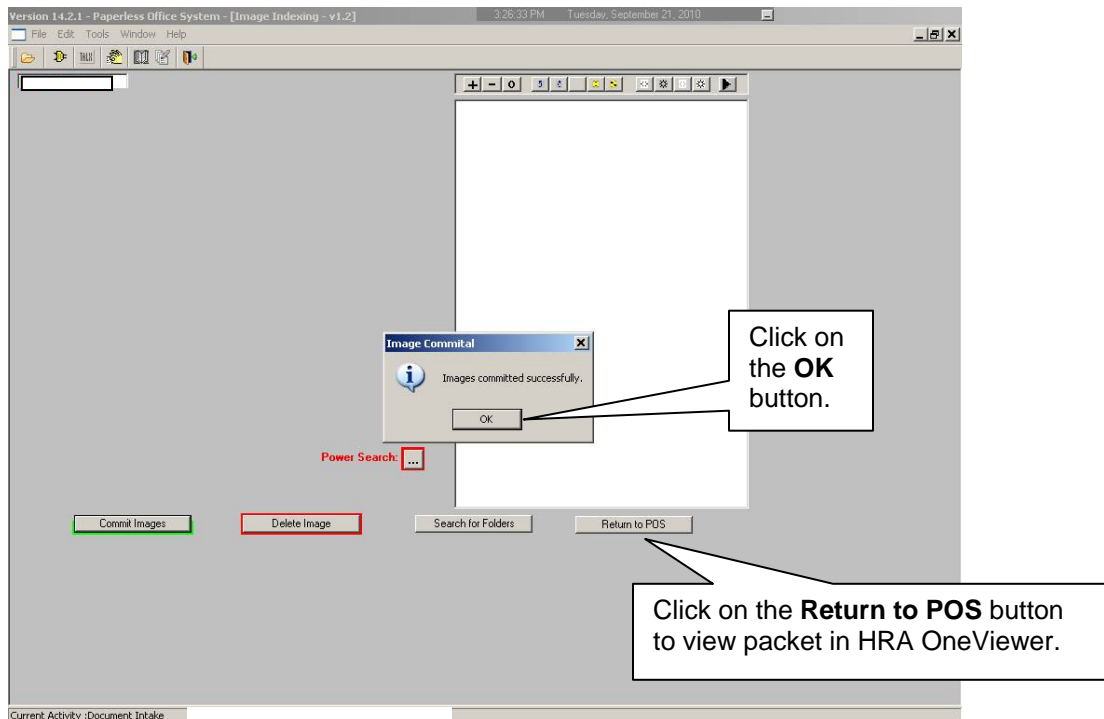 Version 14.2.1 - Paperless Office System - [Image Indexing - v1.2] 3:26:33 PM Tuesday, September 21, 2010
File Edit Tools Window Help
Image Commital
Images committed successfully.
OK
Click on
the OK
button.
Power Search: ...
Commit Images Delete Image Search for Folders Return to POS
Click on the Return to POS button
to view packet in HRA OneViewer.
Current Activity :Document Intake